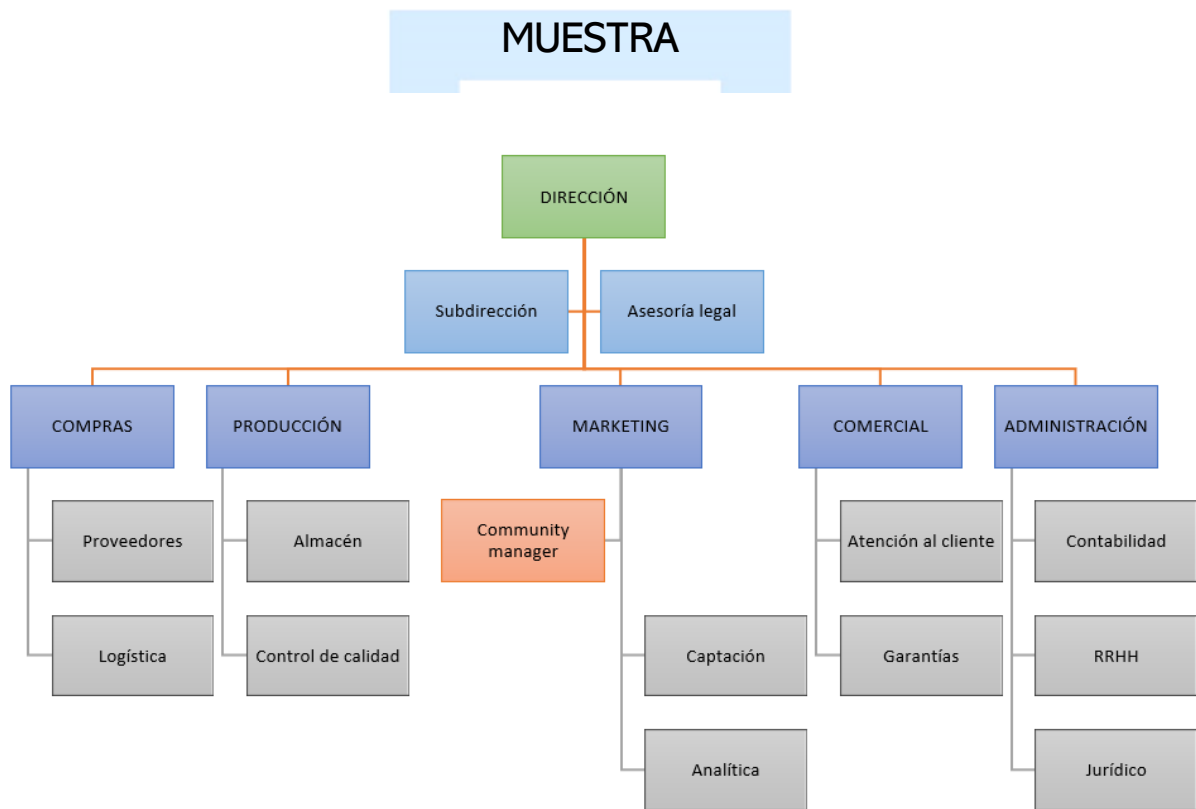 MUESTRA
DIRECCIÓN
Subdirección
Asesoría legal
COMPRAS
PRODUCCIÓN
MARKETING
COMERCIAL
ADMINISTRACIÓN
Proveedores
Almacén
Community
manager
Atención al cliente
Contabilidad
Logística
Control de calidad
Captación
Garantías
RRHH
Analítica
Jurídico